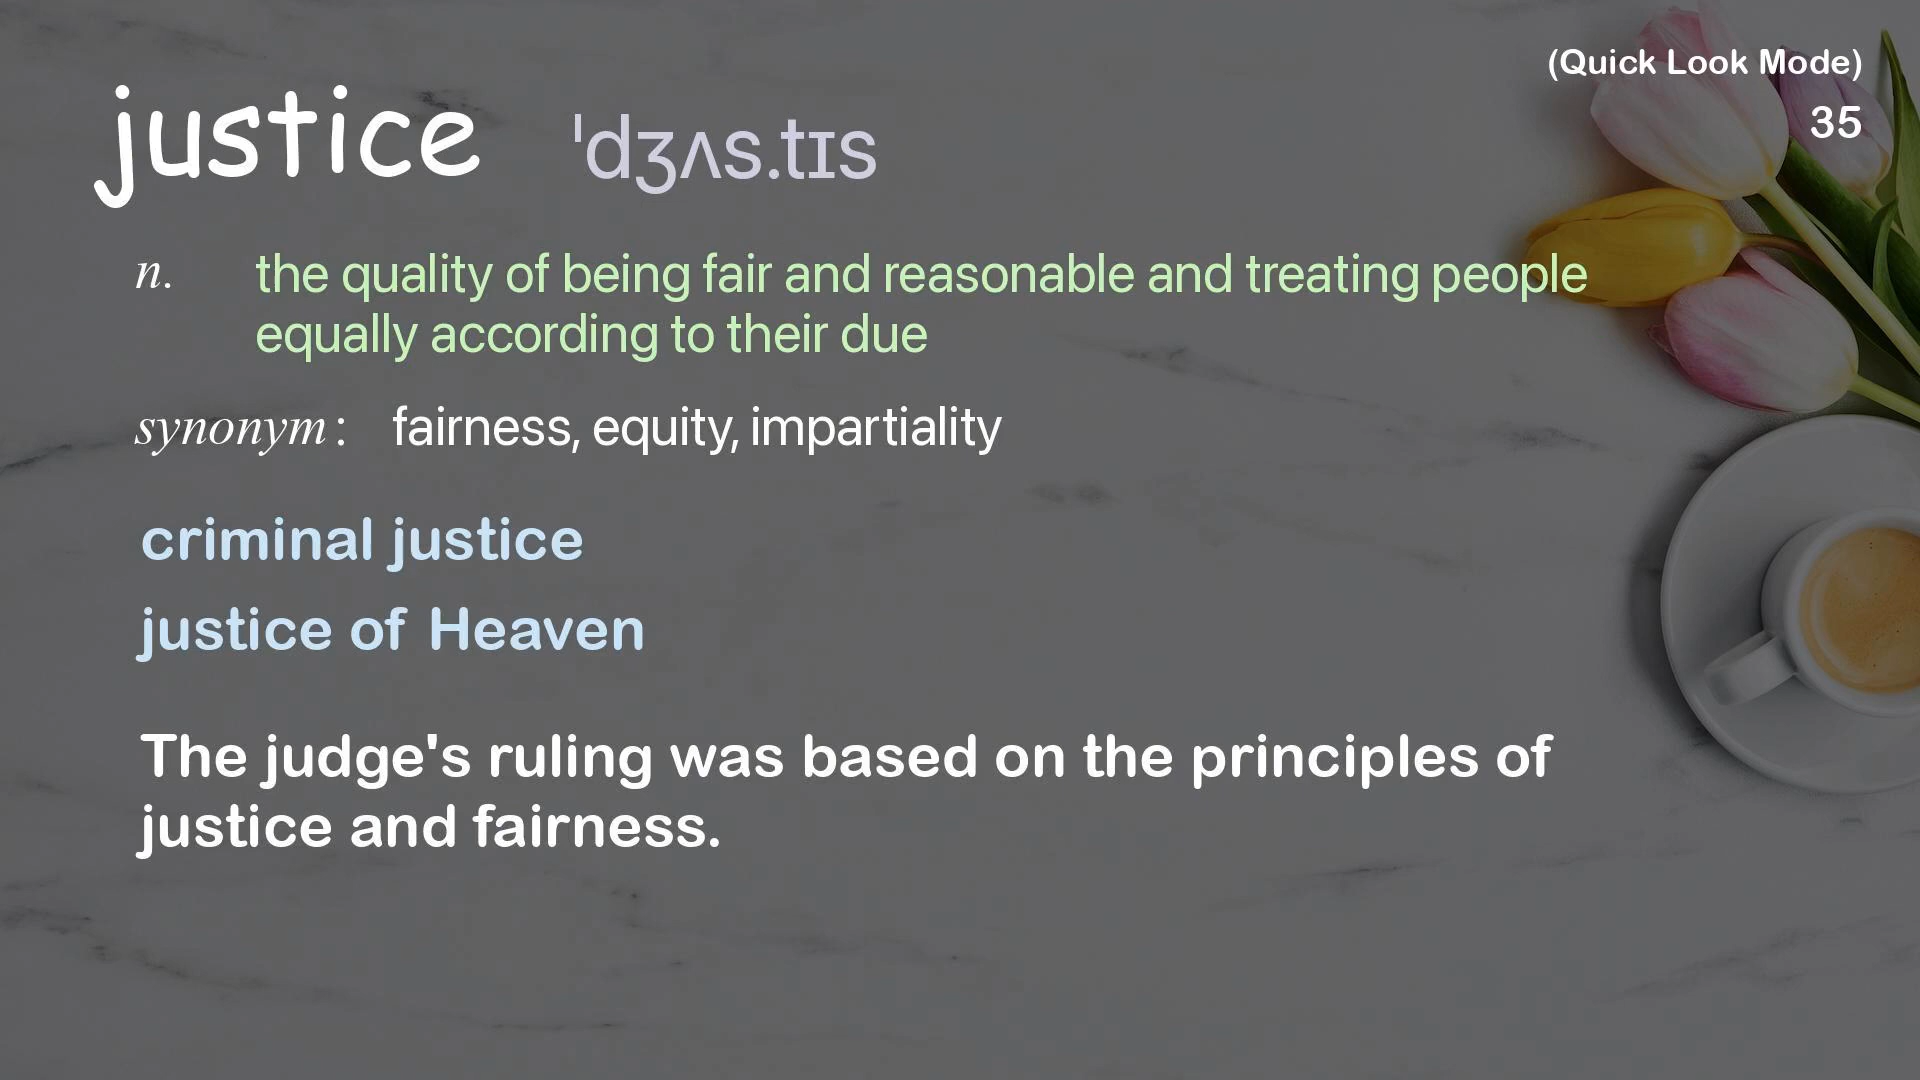 (Quick Look Mode)
35
justice ˈdʒʌs.tɪs
n. the quality of being fair and reasonable and treating people
equally according to their due
synonym: fairness, equity, impartiality
criminal justice
justice of Heaven
The judge's ruling was based on the principles of
justice and fairness.